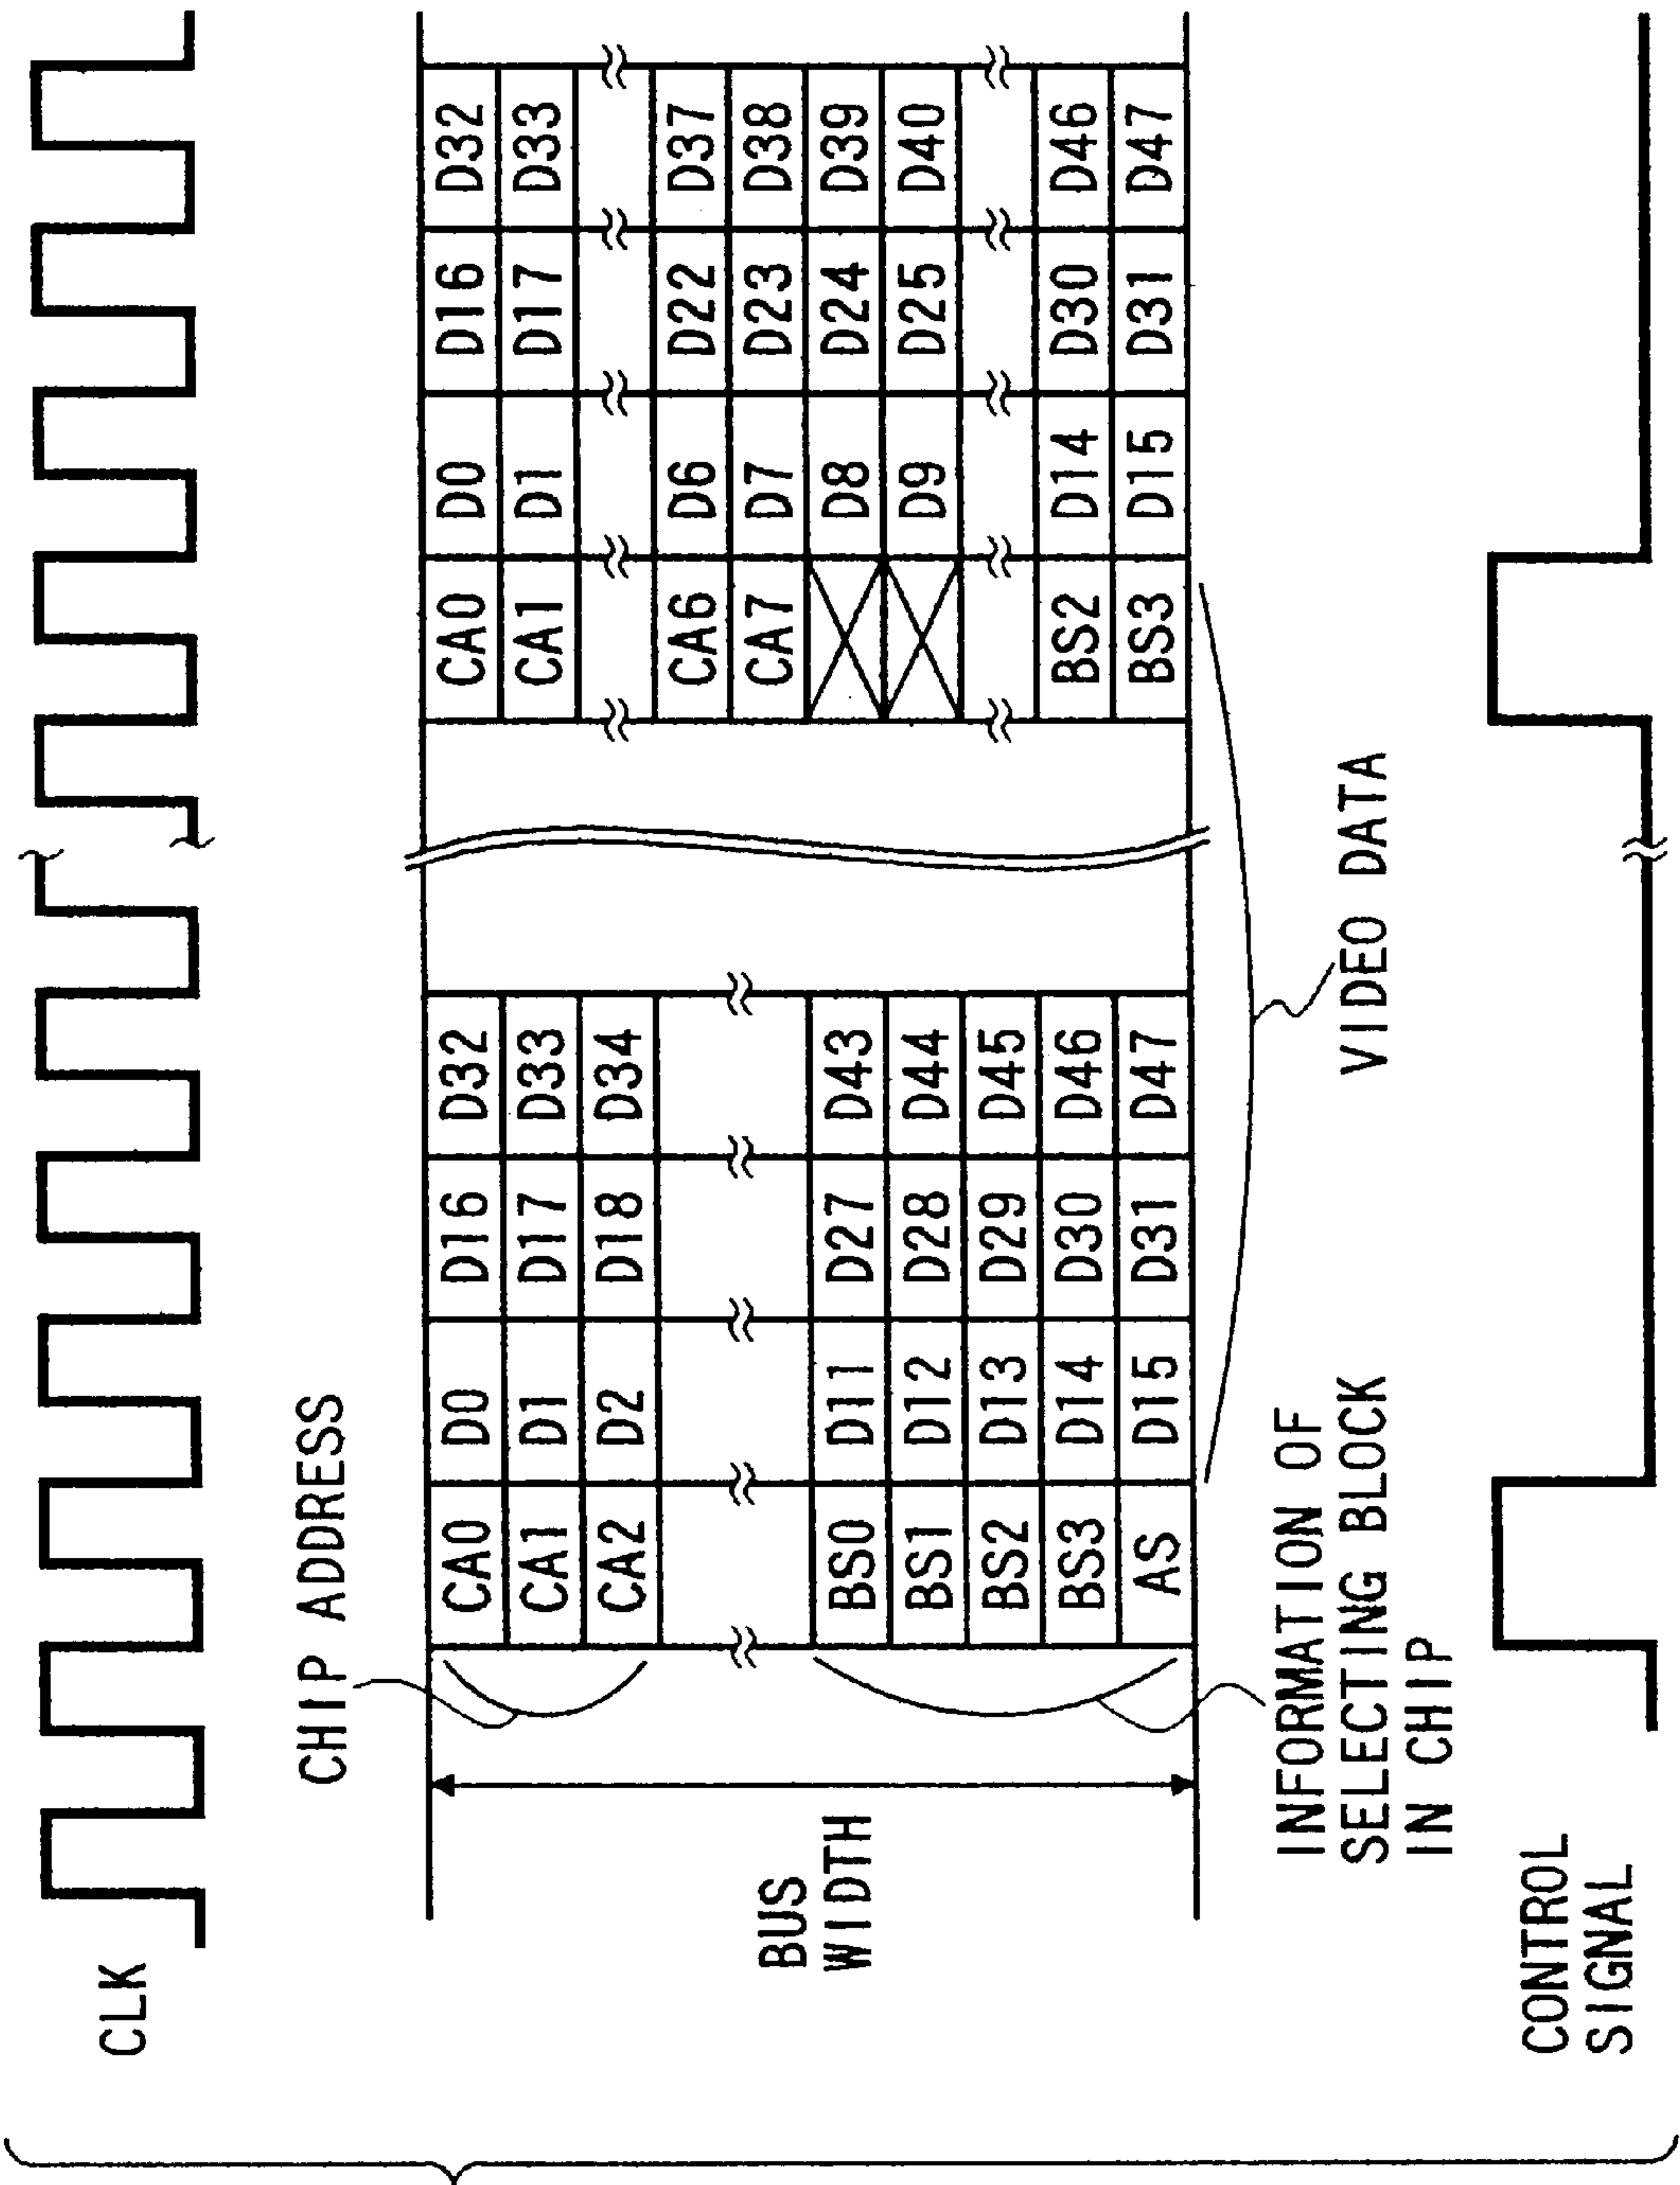 CLK
CHIP ADDRESS
CA0 D0 D16 D32 CA0 D0 D16 D32
CA1 D1 D17 D33 CA1 D1 D17 D33
CA2 D2 D18 D34
CA6 D6 D22 D37
CA7 D7 D23 D38
BUS
WIDTH
BS0 D11 D27 D43 D8 D24 D39
BS1 D12 D28 D44 D9 D25 D40
BS2 D13 D29 D45
BS3 D14 D30 D46 BS2 D14 D30 D46
AS D15 D31 D47 BS3 D15 D31 D47
INFORMATION OF
SELECTING BLOCK
IN CHIP
VIDEO DATA
CONTROL
SIGNAL